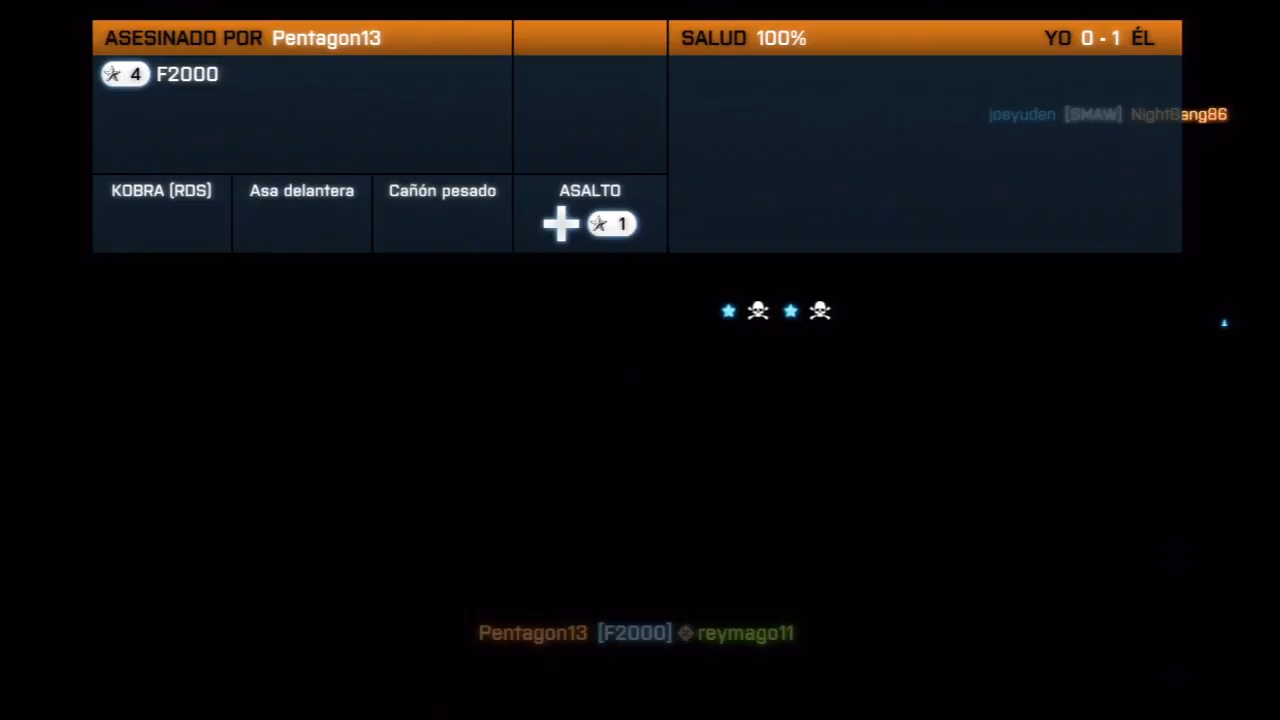 ASESINADO POR Pentagon13
SALUD 100%
YO 0 - 1 ÉL
4 F2000
joeyuden [SMAW] NightBang86
KOBRA (RDS)
Asa delantera
Cañón pesado
ASALTO
1
Pentagon13 [F2000] reymago11